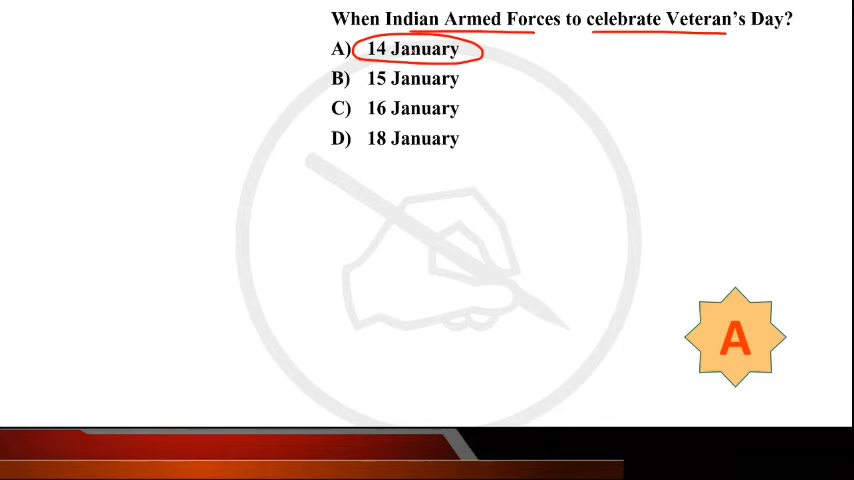 When Indian Armed Forces to celebrate Veteran’s Day?
A) 14 January
B) 15 January
C) 16 January
D) 18 January
A